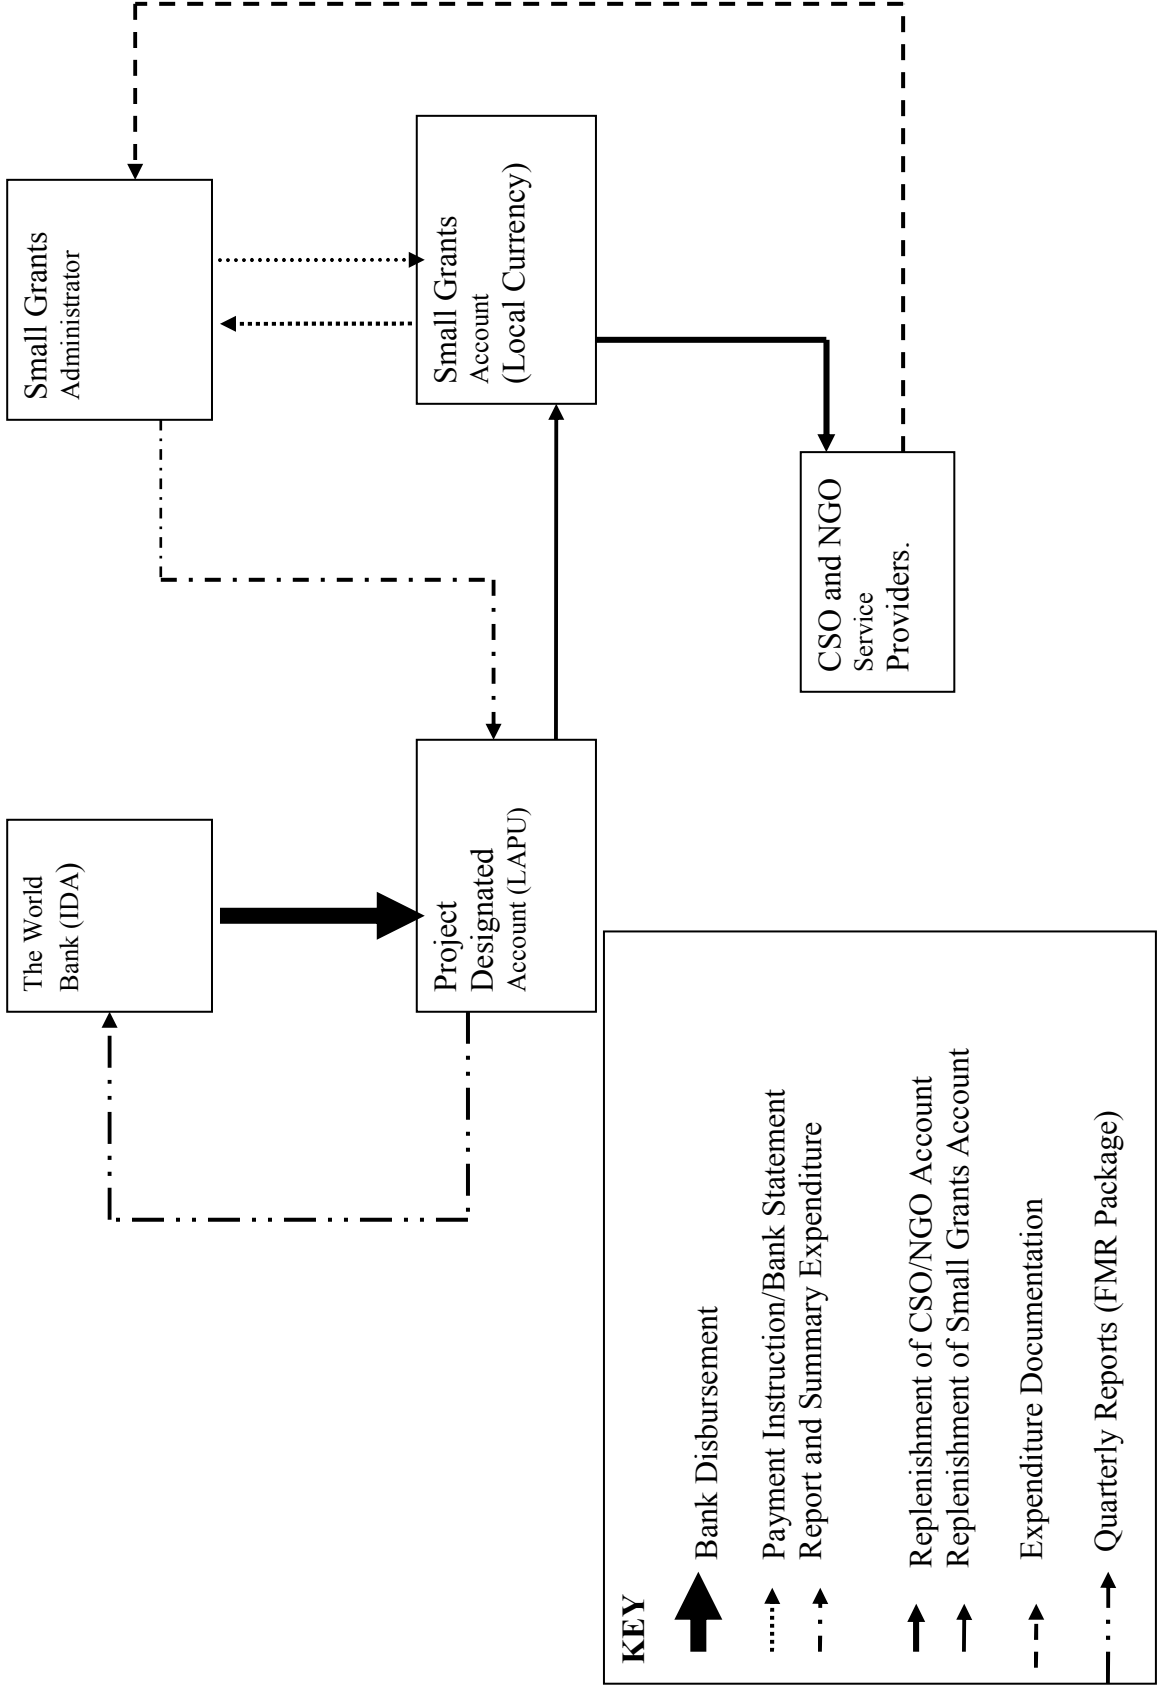 The World
Bank (IDA)
Small Grants
Administrator
Project
Designated
Account (LAPU)
Small Grants
Account
(Local Currency)
CSO and NGO
Service
Providers.
KEY
Bank Disbursement
Payment Instruction/Bank Statement
Report and Summary Expenditure
Replenishment of CSO/NGO Account
Replenishment of Small Grants Account
Expenditure Documentation
Quarterly Reports (FMR Package)